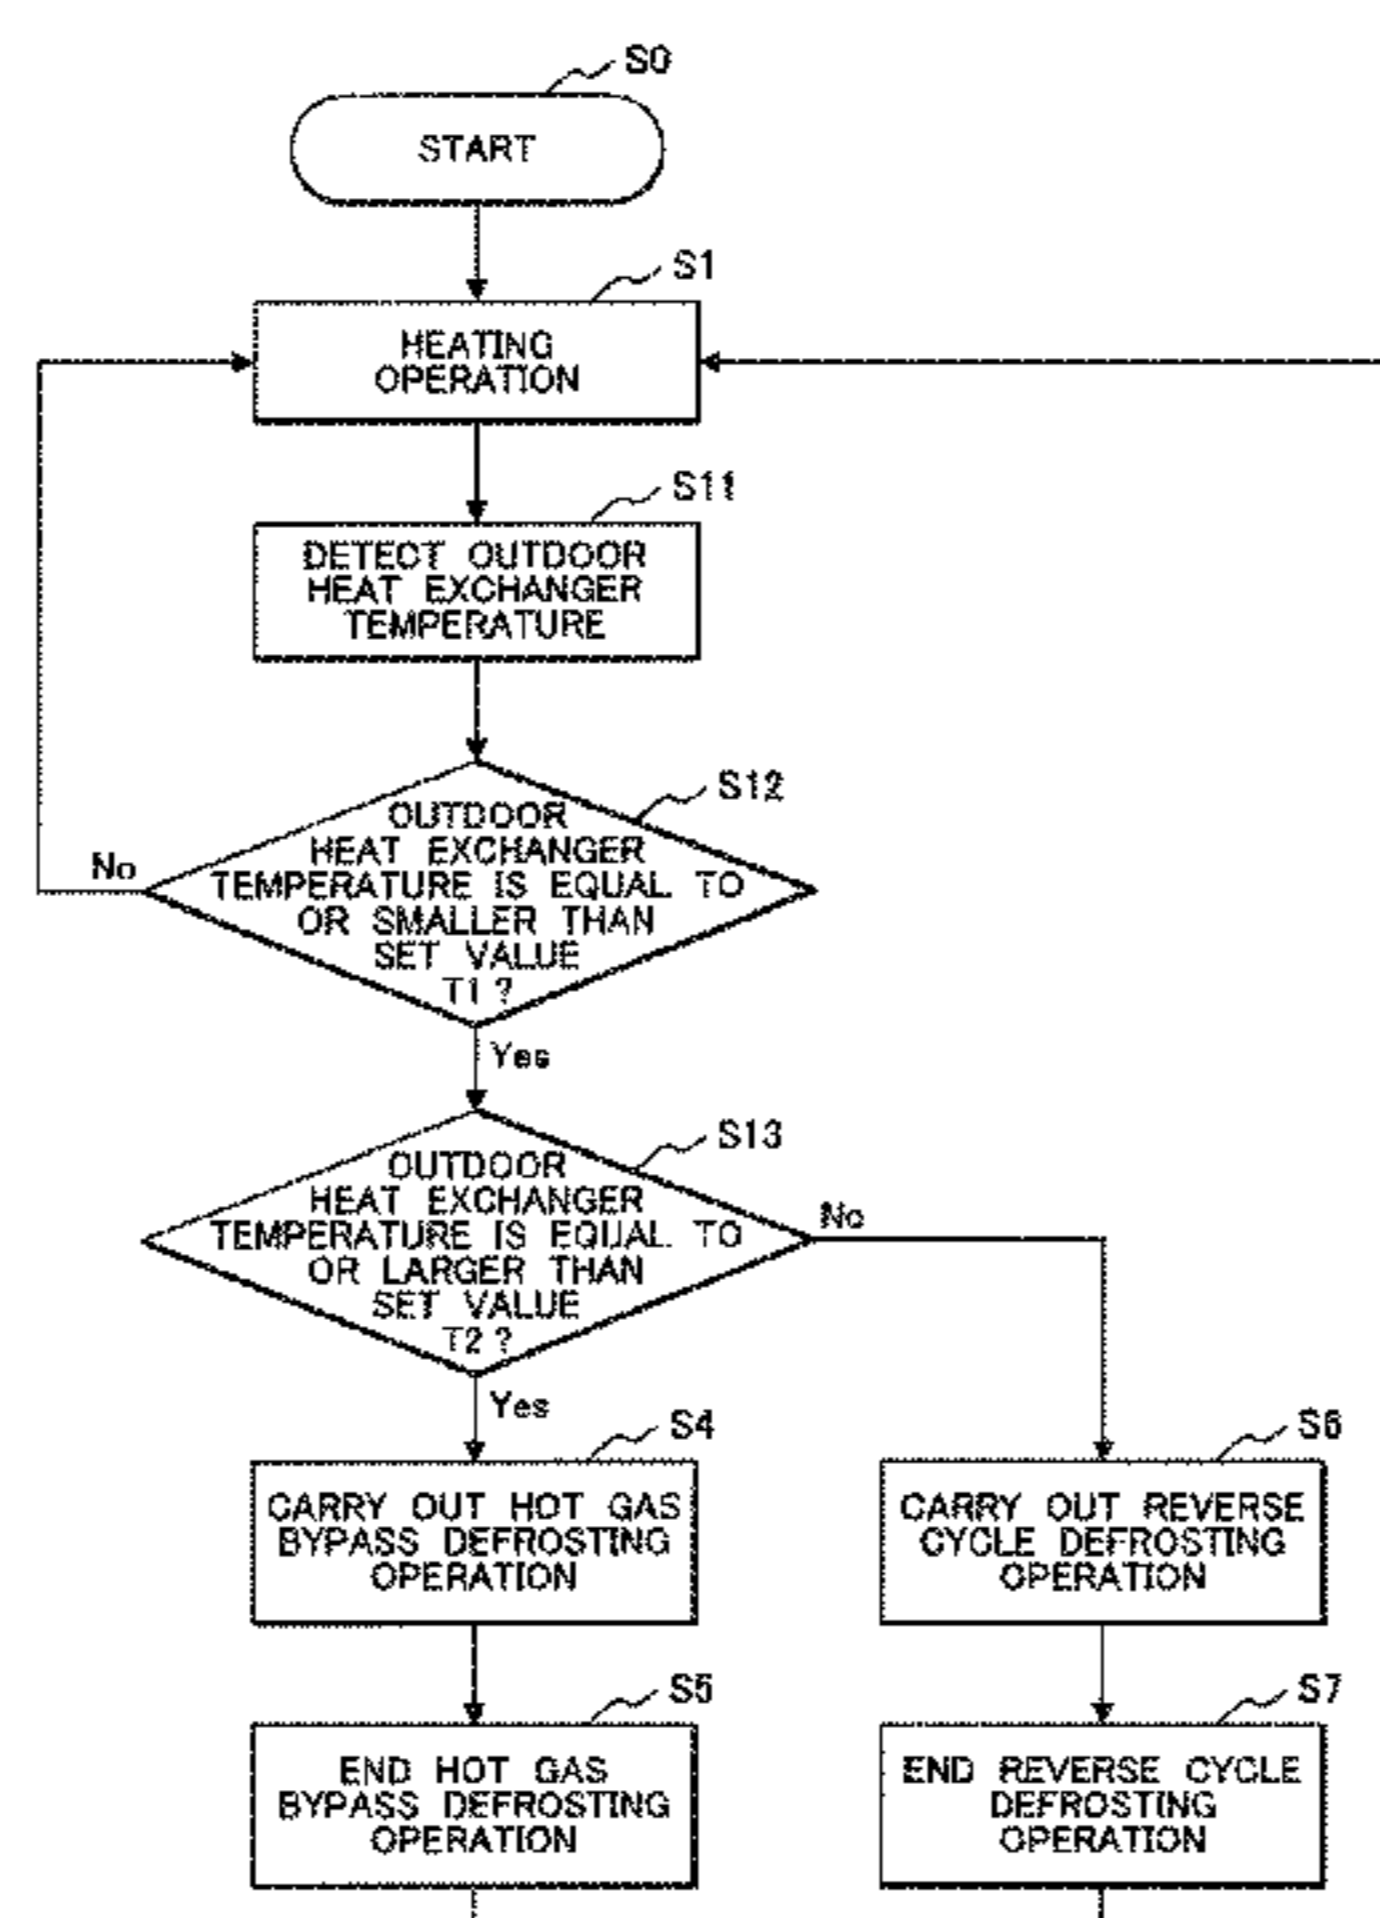 S0
START
S1
HEATING
OPERATION
S11
DETECT OUTDOOR
HEAT EXCHANGER
TEMPERATURE
S12
OUTDOOR
HEAT EXCHANGER
TEMPERATURE IS EQUAL TO
OR SMALLER THAN
SET VALUE
T1 ?
No
Yes
S13
OUTDOOR
HEAT EXCHANGER
TEMPERATURE IS EQUAL TO
OR LARGER THAN
SET VALUE
T2 ?
No
Yes
S4
CARRY OUT HOT GAS
BYPASS DEFROSTING
OPERATION
S6
CARRY OUT REVERSE
CYCLE DEFROSTING
OPERATION
S5
END HOT GAS
BYPASS DEFROSTING
OPERATION
S7
END REVERSE CYCLE
DEFROSTING
OPERATION